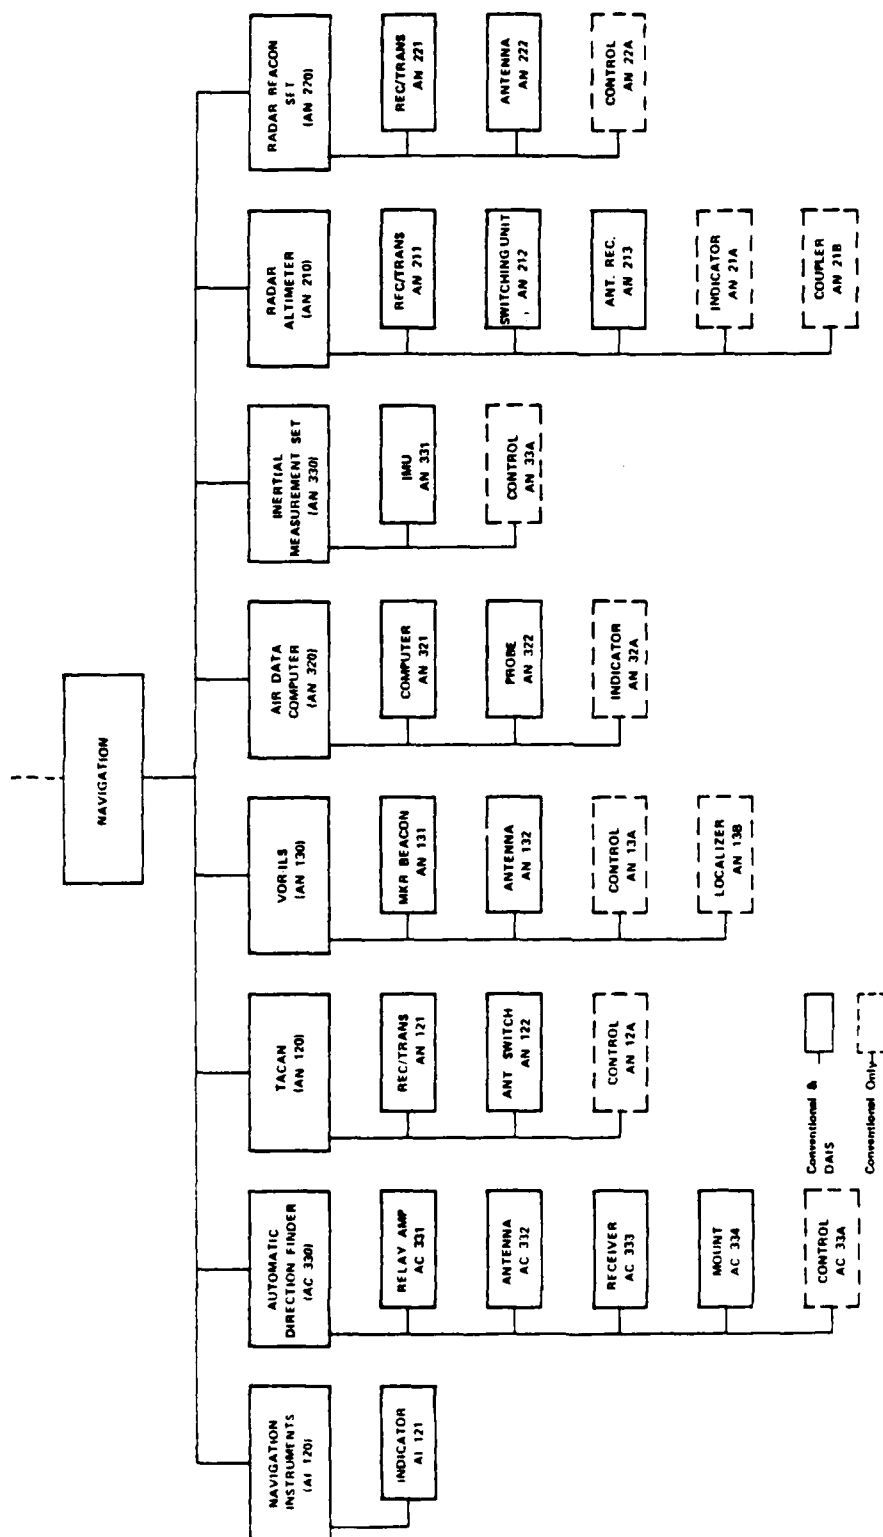 NAVIGATION
NAVIGATION
INSTRUMENTS
(AI 120)
INDICATOR
AI 121
AUTOMATIC
DIRECTION FINDER
(AC 330)
RELAY AMP
AC 331
ANTENNA
AC 332
RECEIVER
AC 333
MOUNT
AC 334
CONTROL
AC 33A
TACAN
(AN 120)
REC/TRANS
AN 121
ANT SWITCH
AN 122
CONTROL
AN 12A
VOR-ILS
(AN 130)
MKR BEACON
AN 131
ANTENNA
AN 132
CONTROL
AN 13A
LOCALIZER
AN 13B
AIR DATA
COMPUTER
(AN 320)
COMPUTER
AN 321
PROBE
AN 322
INDICATOR
AN 32A
INERTIAL
MEASUREMENT SET
(AN 330)
IMU
AN 331
CONTROL
AN 33A
RADAR
ALTIMETER
(AN 210)
REC/TRANS
AN 211
SWITCHING UNIT
AN 212
ANT. REC.
AN 213
INDICATOR
AN 21A
COUPLER
AN 21B
RADAR BEACON
SET
(AN 220)
REC/TRANS
AN 221
ANTENNA
AN 222
CONTROL
AN 22A
Conventional &
DAIS
Conventional Only